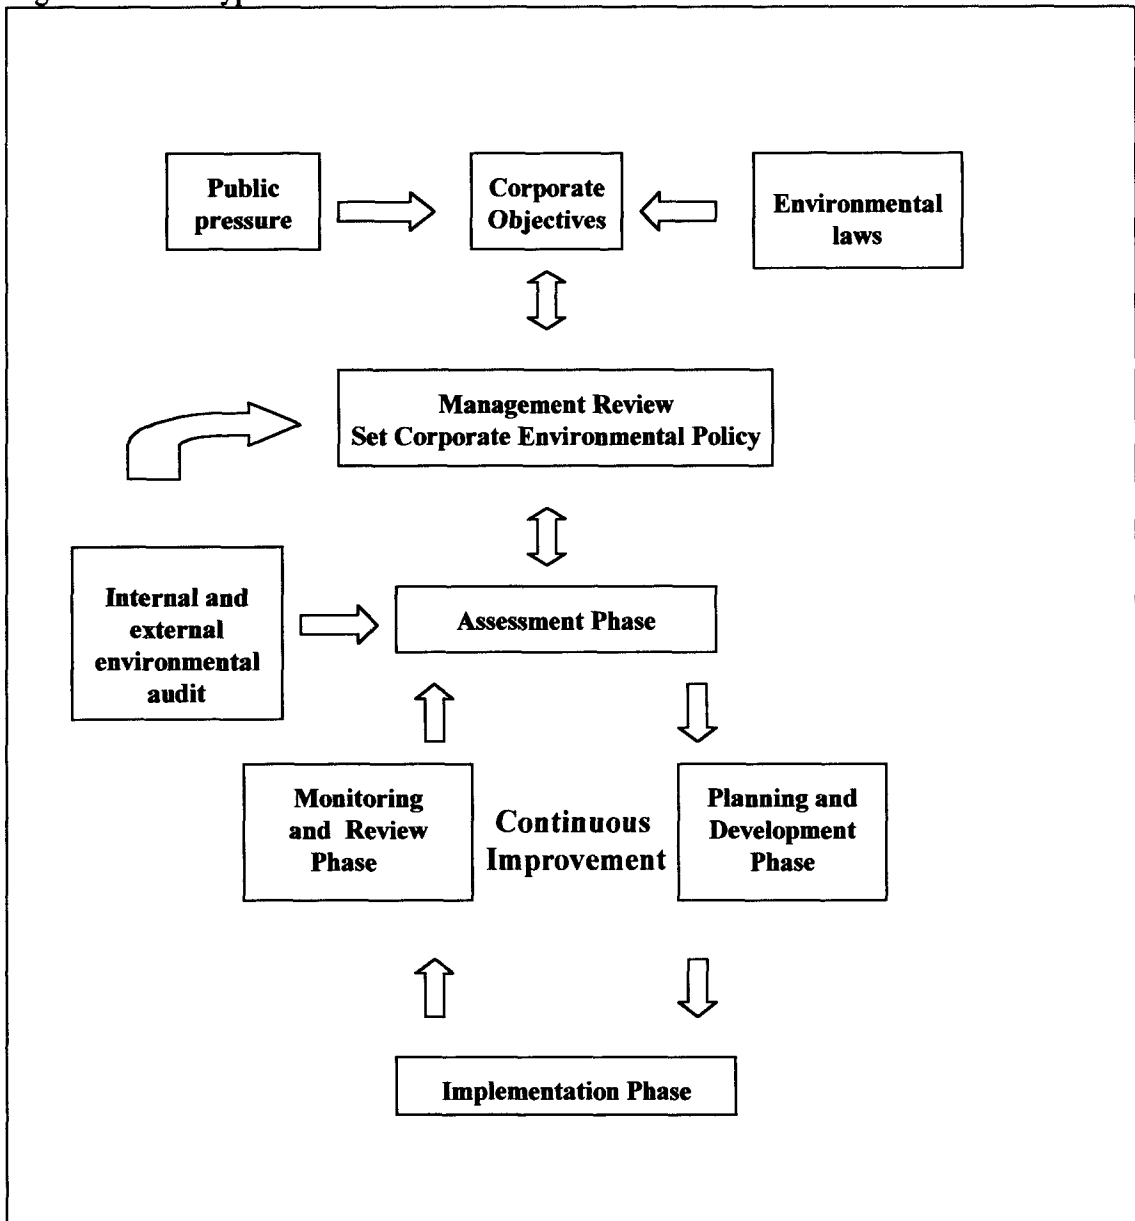 Public
pressure
Corporate
Objectives
Environmental
laws
Management Review
Set Corporate Environmental Policy
Internal and
external
environmental
audit
Assessment Phase
Monitoring
and Review
Phase
Continuous
Improvement
Planning and
Development
Phase
Implementation Phase